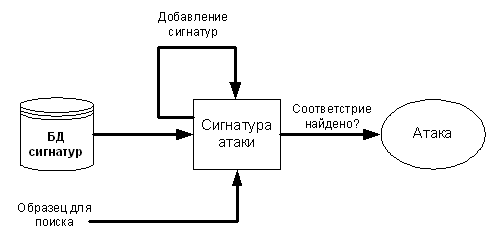 Добавление
сигнатур
БД
сигнатур
Сигнатура
атаки
Соответстрие
найдено?
Атака
Образец для
поиска